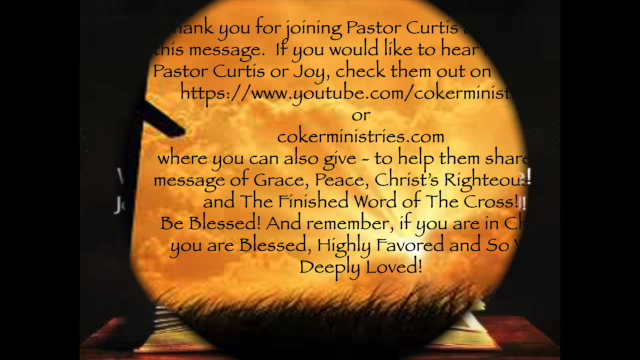 hank you for joining Pastor Curtis
this message. If you would like to hear
Pastor Curtis or Joy, check them out on
https://www.youtube.com/cokerminist
or
cokerministries.com
where you can also give - to help them share
message of Grace, Peace, Christ's Righteous
and The Finished Word of The Cross!
Be Blessed! And remember, if you are in Ch
you are Blessed, Highly Favored and So
Deeply Loved!